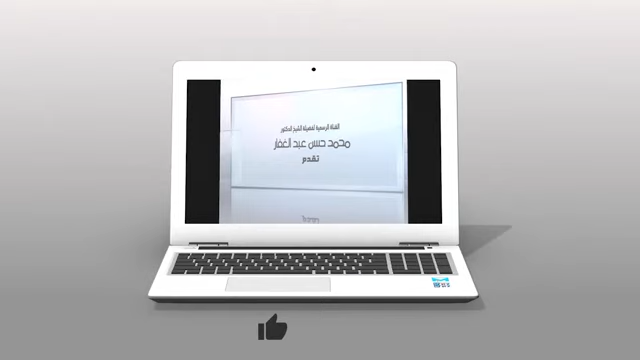 القناة الرسمية لفضيلة الشيخ الدكتور
محمد حسن عبد الغفار
تقدم